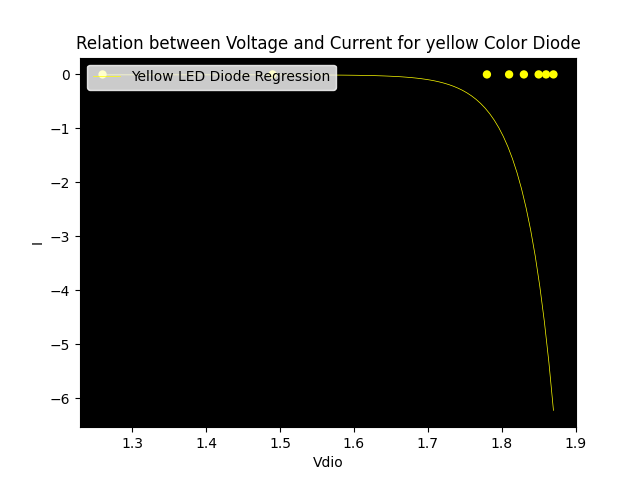 Relation between Voltage and Current for yellow Color Diode
Yellow LED Diode Regression
0
−1
−2
−3
−4
−5
−6
I
1.3 1.4 1.5 1.6 1.7 1.8 1.9
Vdio